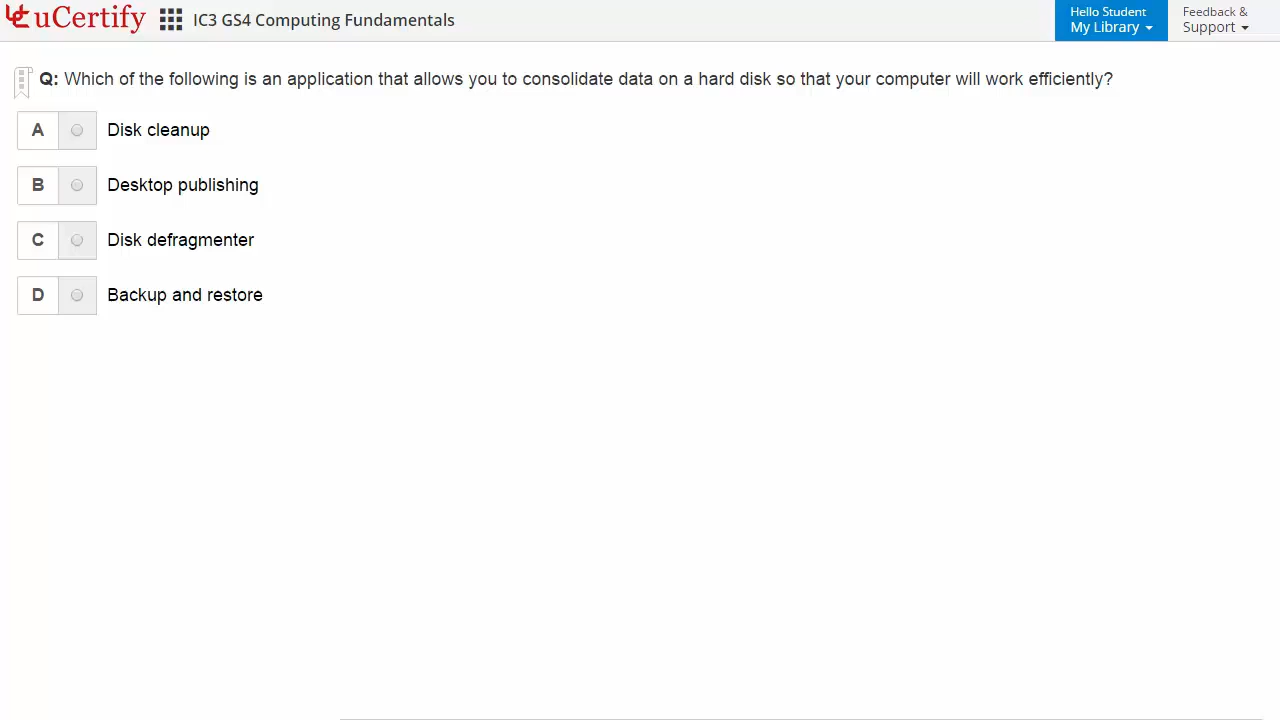 uCertify IC3 GS4 Computing Fundamentals
Hello Student
My Library
Feedback &
Support
Q: Which of the following is an application that allows you to consolidate data on a hard disk so that your computer will work efficiently?
A Disk cleanup
B Desktop publishing
C Disk defragmenter
D Backup and restore